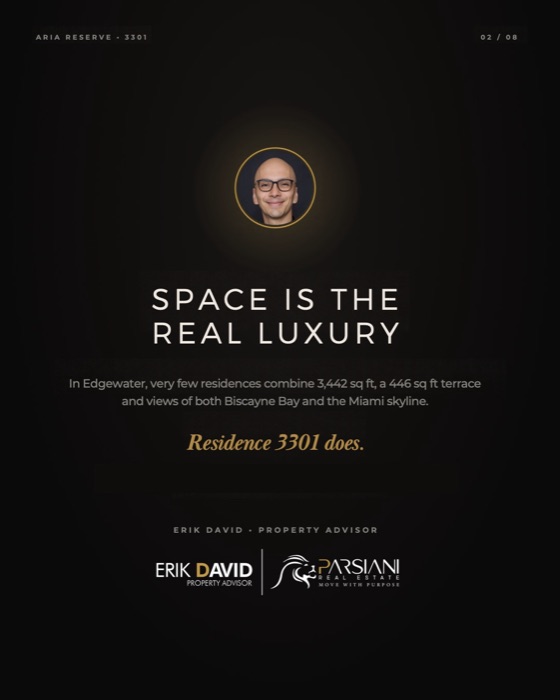 ARIA RESERVE • 3301
02 / 08
SPACE IS THE
REAL LUXURY
In Edgewater, very few residences combine 3,442 sq ft, a 446 sq ft terrace
and views of both Biscayne Bay and the Miami skyline.
Residence 3301 does.
ERIK DAVID • PROPERTY ADVISOR
ERIK DAVID
PROPERTY ADVISOR
PARSIANI
REAL ESTATE
MOVE WITH PURPOSE